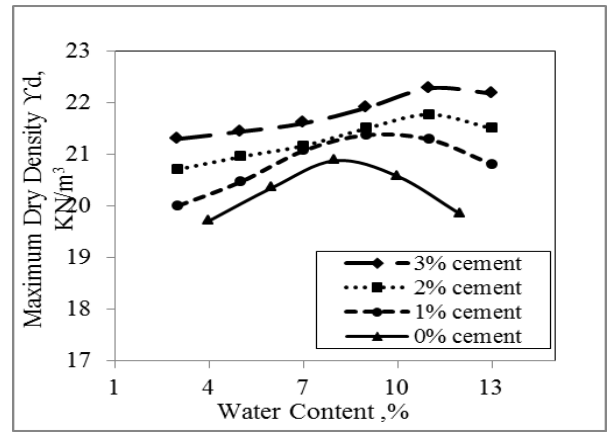 Maximum Dry Density ϒd,
KN/m³
23
22
21
20
19
18
17
1 4 7 10 13
Water Content ,%
3% cement
2% cement
1% cement
0% cement